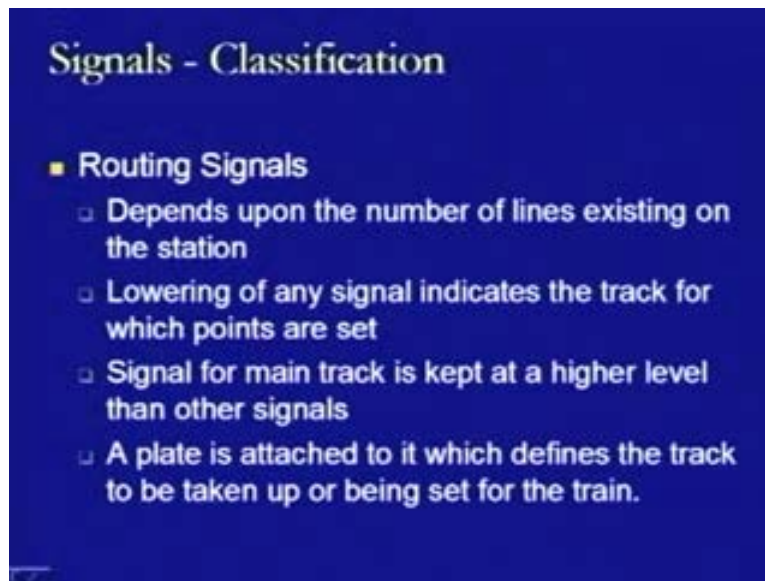 Signals - Classification
Routing Signals
Depends upon the number of lines existing on
the station
Lowering of any signal indicates the track for
which points are set
Signal for main track is kept at a higher level
than other signals
A plate is attached to it which defines the track
to be taken up or being set for the train.